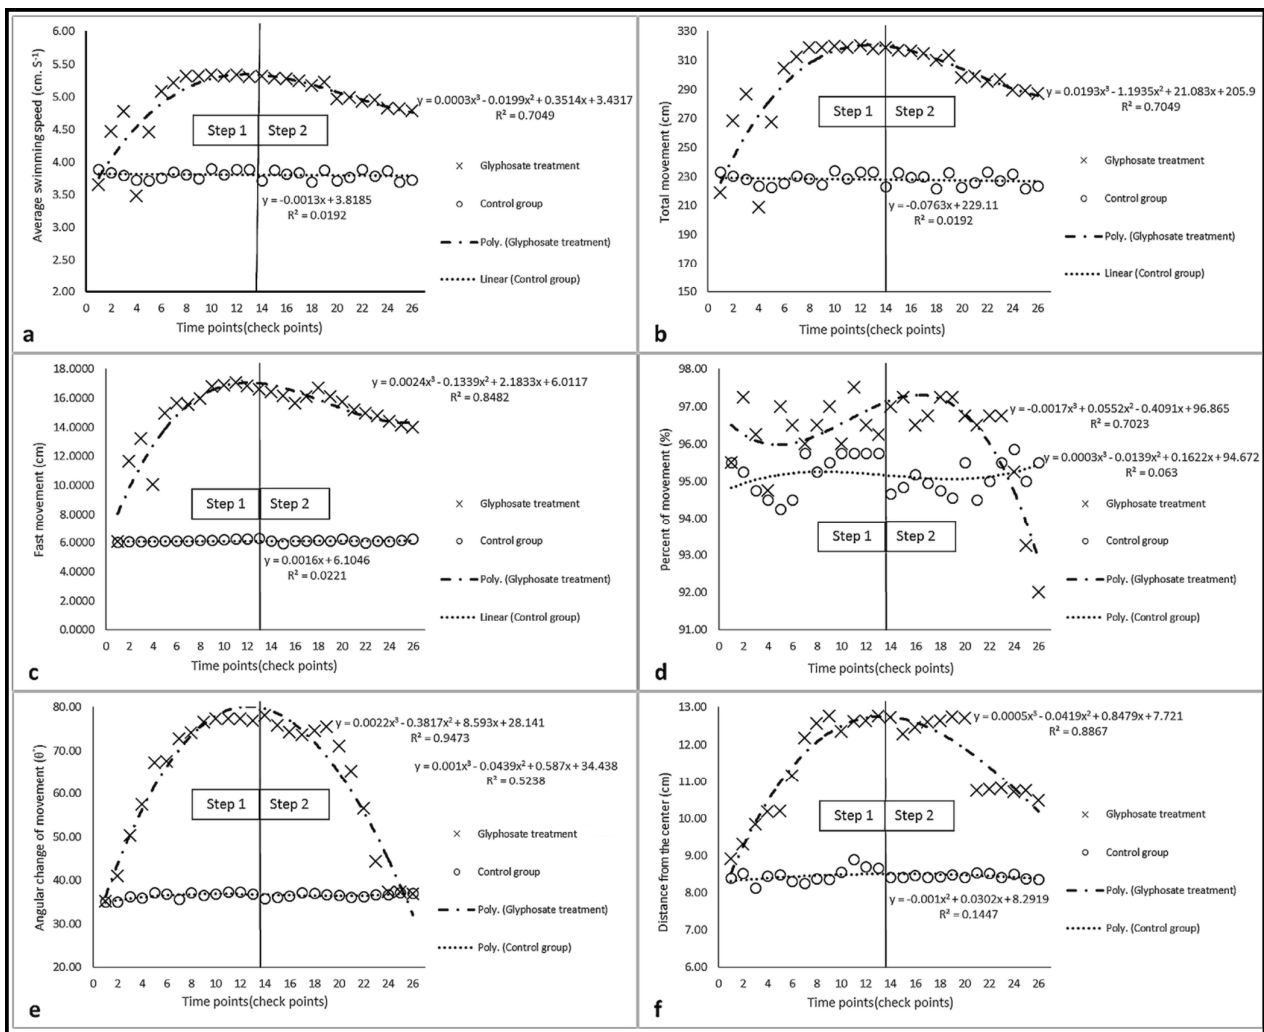 6.00
5.50
5.00
4.50
4.00
3.50
3.00
2.50
2.00
Average swimming speed (cm. S⁻¹)
Step 1 Step 2
y = 0.0003x³ - 0.0199x² + 0.3514x + 3.4317
R² = 0.7049
y = -0.0013x + 3.8185
R² = 0.0192
Glyphosate treatment
Control group
Poly. (Glyphosate treatment)
Linear (Control group)
0 2 4 6 8 10 12 14 16 18 20 22 24 26
Time points(check points)
a
330
310
290
270
250
230
210
190
170
150
Total movement (cm)
Step 1 Step 2
y = 0.0193x³ - 1.1935x² + 21.083x + 205.9
R² = 0.7049
y = -0.0763x + 229.11
R² = 0.0192
Glyphosate treatment
Control group
Poly. (Glyphosate treatment)
Linear (Control group)
0 2 4 6 8 10 12 14 16 18 20 22 24 26
Time points(check points)
b
18.0000
16.0000
14.0000
12.0000
10.0000
8.0000
6.0000
4.0000
2.0000
0.0000
Fast movement (cm)
Step 1 Step 2
y = 0.0024x³ - 0.1339x² + 2.1833x + 6.0117
R² = 0.8482
y = 0.0016x + 6.1046
R² = 0.0221
Glyphosate treatment
Control group
Poly. (Glyphosate treatment)
Linear (Control group)
0 2 4 6 8 10 12 14 16 18 20 22 24 26
Time points(check points)
c
98.00
97.00
96.00
95.00
94.00
93.00
92.00
91.00
Percent of movement (%)
y = -0.0017x³ + 0.0552x² - 0.4091x + 96.865
R² = 0.7023
y = 0.0003x³ - 0.0139x² + 0.1622x + 94.672
R² = 0.063
Step 1 Step 2
Glyphosate treatment
Control group
Poly. (Glyphosate treatment)
Poly. (Control group)
0 2 4 6 8 10 12 14 16 18 20 22 24 26
Time points(check points)
d
80.00
70.00
60.00
50.00
40.00
30.00
20.00
Angular change of movement (θ°)
y = 0.0022x³ - 0.3817x² + 8.593x + 28.141
R² = 0.9473
y = 0.001x³ - 0.0439x² + 0.587x + 34.438
R² = 0.5238
Step 1 Step 2
Glyphosate treatment
Control group
Poly. (Glyphosate treatment)
Poly. (Control group)
0 2 4 6 8 10 12 14 16 18 20 22 24 26
Time points(check points)
e
13.00
12.00
11.00
10.00
9.00
8.00
7.00
6.00
Distance from the center (cm)
y = 0.0005x³ - 0.0419x² + 0.8479x + 7.721
R² = 0.8867
Step 1 Step 2
y = -0.001x² + 0.0302x + 8.2919
R² = 0.1447
Glyphosate treatment
Control group
Poly. (Glyphosate treatment)
Poly. (Control group)
0 2 4 6 8 10 12 14 16 18 20 22 24 26
Time points(check points)
f